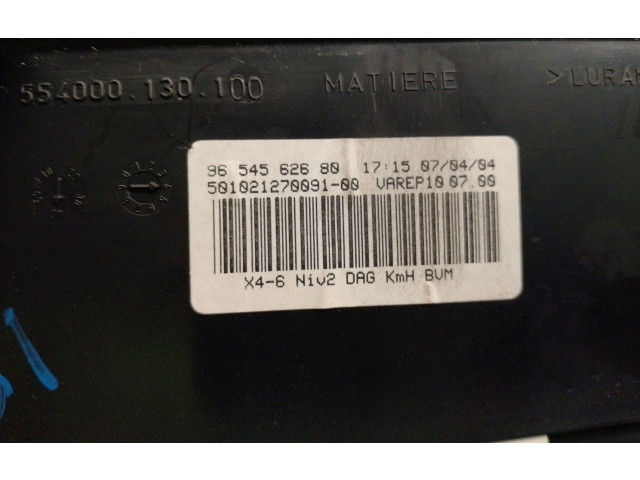 554000.130.100 MATIERE >LURAN
96 545 626 80 17:15 07/04/04
501021270091-00 VAREP10 07.00
X4-6 Niv2 DAG KmH BVM